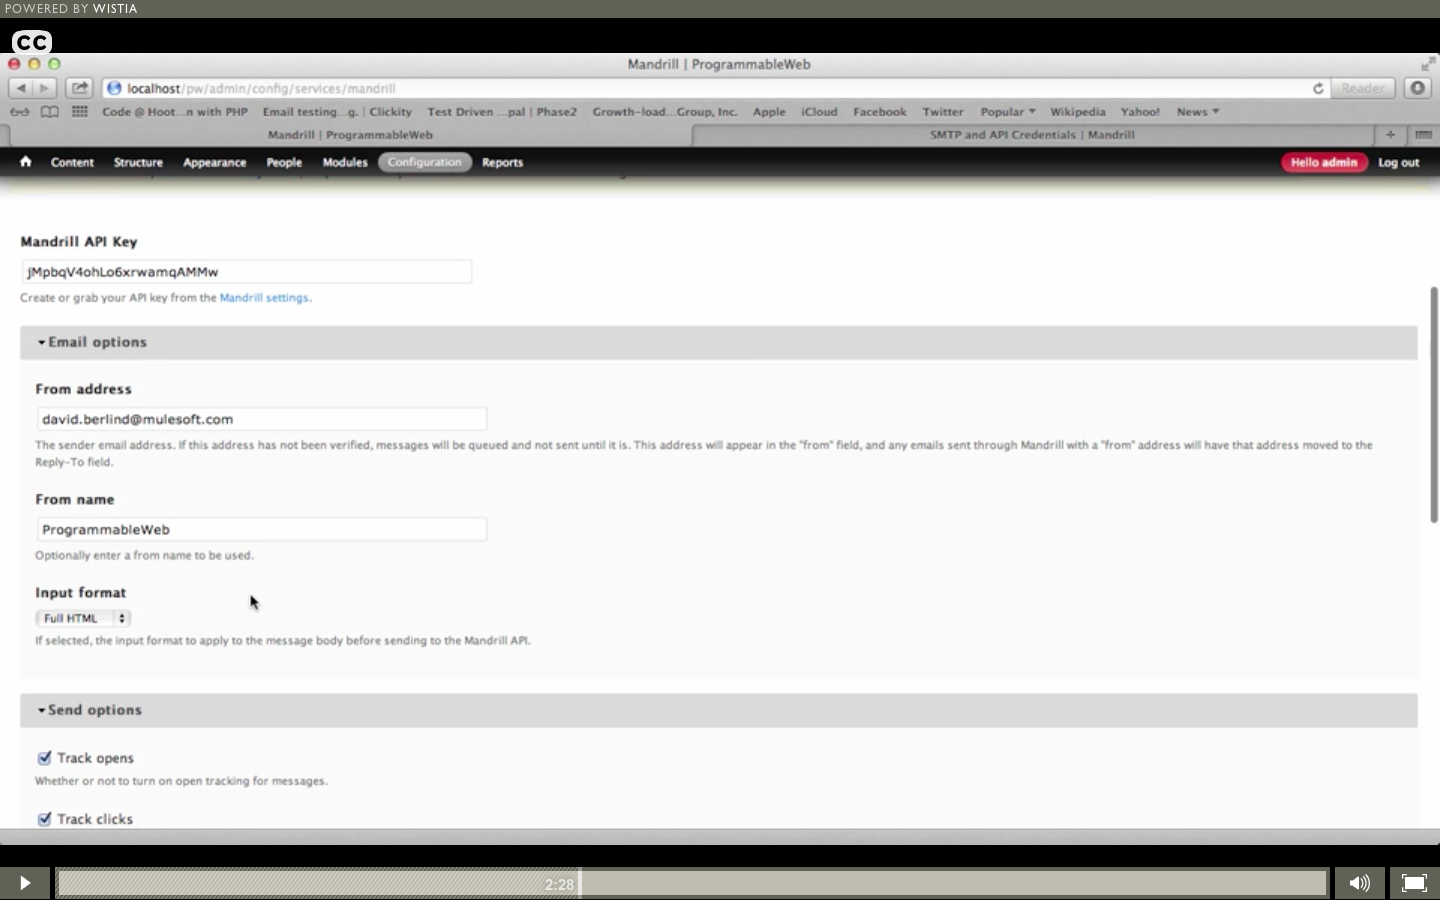 POWERED BY WISTIA
CC
Mandrill | ProgrammableWeb
localhost/pw/admin/config/services/mandrill
Reader
Code @ Hoot...n with PHP Email testing...g. | Clickity Test Driven ...pal | Phase2 Growth-load...Group, Inc. Apple iCloud Facebook Twitter Popular Wikipedia Yahoo! News
Mandrill | ProgrammableWeb SMTP and API Credentials | Mandrill
Content Structure Appearance People Modules Configuration Reports Hello admin Log out
Mandrill API Key
jMpbqV4ohLo6xrwamqAMMw
Create or grab your API key from the Mandrill settings.
Email options
From address
david.berlind@mulesoft.com
The sender email address. If this address has not been verified, messages will be queued and not sent until it is. This address will appear in the "from" field, and any emails sent through Mandrill with a "from" address will have that address moved to the
Reply-To field.
From name
ProgrammableWeb
Optionally enter a from name to be used.
Input format
Full HTML
If selected, the input format to apply to the message body before sending to the Mandrill API.
Send options
Track opens
Whether or not to turn on open tracking for messages.
Track clicks
2:28